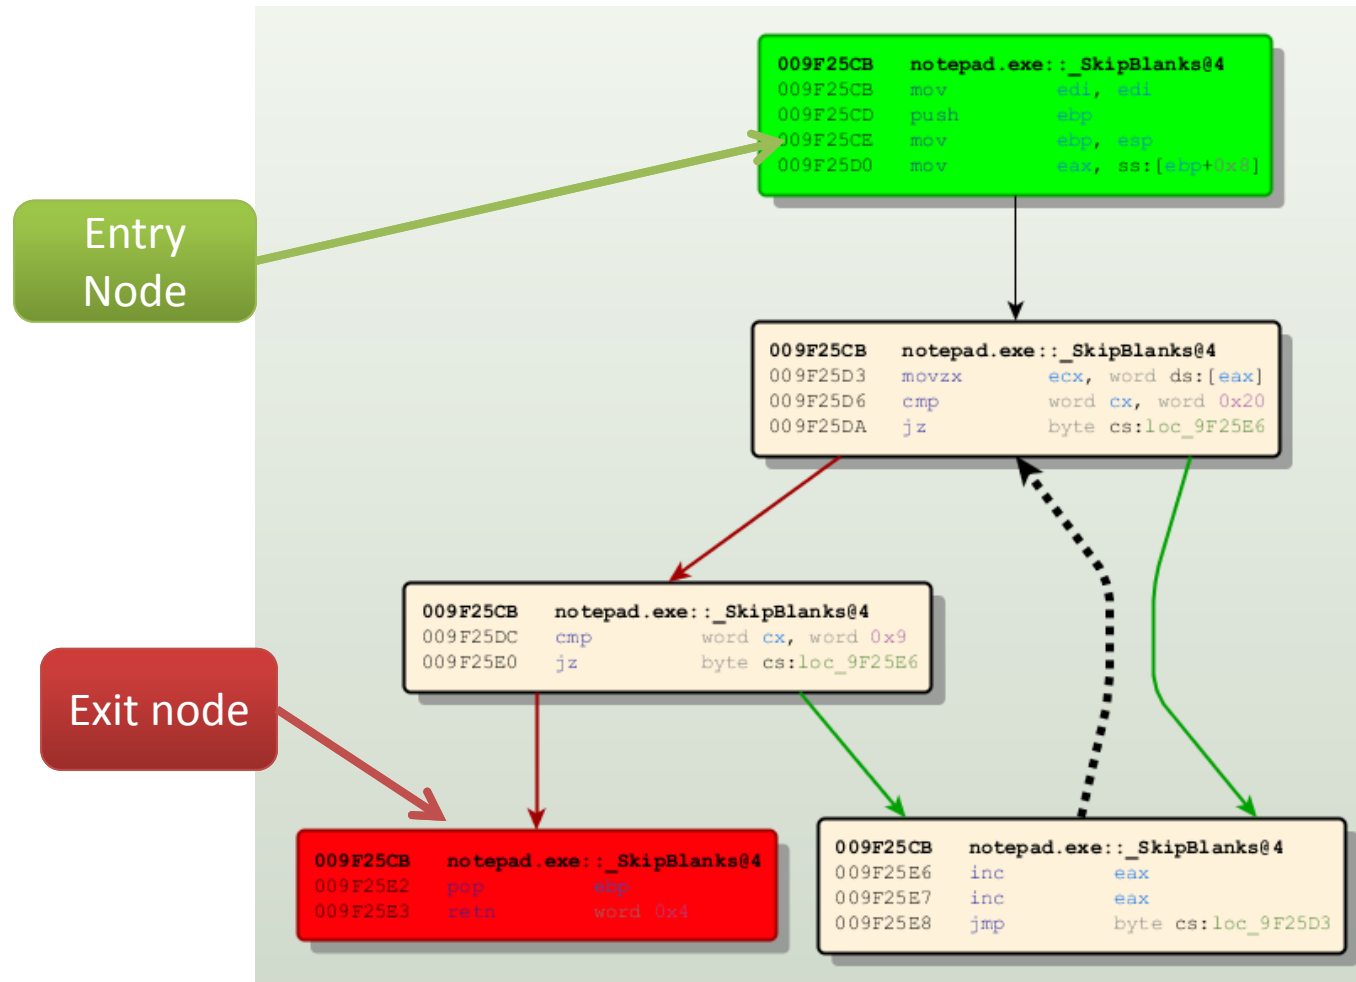 009F25CB notepad.exe::_SkipBlanks@4
009F25CB mov edi, edi
009F25CD push ebp
009F25CE mov ebp, esp
009F25D0 mov eax, ss:[ebp+0x8]
Entry
Node
009F25CB notepad.exe::_SkipBlanks@4
009F25D3 movzx ecx, word ds:[eax]
009F25D6 cmp word cx, word 0x20
009F25DA jz byte cs:loc_9F25E6
009F25CB notepad.exe::_SkipBlanks@4
009F25DC cmp word cx, word 0x9
009F25E0 jz byte cs:loc_9F25E6
Exit node
009F25CB notepad.exe::_SkipBlanks@4
009F25E2 pop ebp
009F25E3 retn word 0x4
009F25CB notepad.exe::_SkipBlanks@4
009F25E6 inc eax
009F25E7 inc eax
009F25E8 jmp byte cs:loc_9F25D3